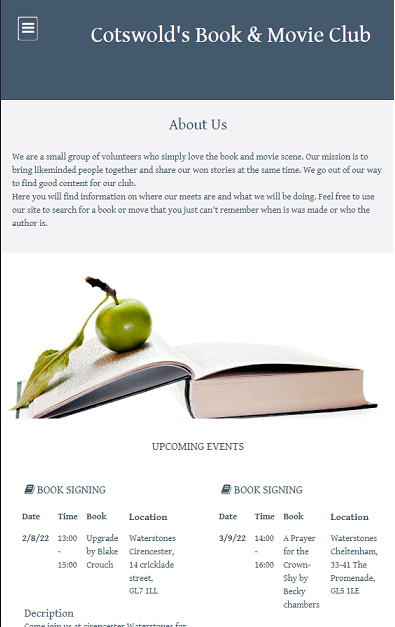 Cotswold's Book & Movie Club
About Us
We are a small group of volunteers who simply love the book and movie scene. Our mission is to
bring likeminded people together and share our won stories at the same time. We go out of our way
to find good content for our club.
Here you will find information on where our meets are and what we will be doing. Feel free to use
our site to search for a book or move that you just can't remember when is was made or who the
author is.
UPCOMING EVENTS
BOOK SIGNING
Date Time Book Location
2/8/22 13:00 Upgrade Waterstones
- by Blake Cirencester,
15:00 Crouch 14 cricklade
street,
GL7 1LL
Decription
Come join us at cirencester Waterstones for
BOOK SIGNING
Date Time Book Location
3/9/22 14:00 A Prayer Waterstones
- for the Cheltenham,
16:00 Crown- 33-41 The
Shy by Promenade,
Becky GL5 1LE
chambers